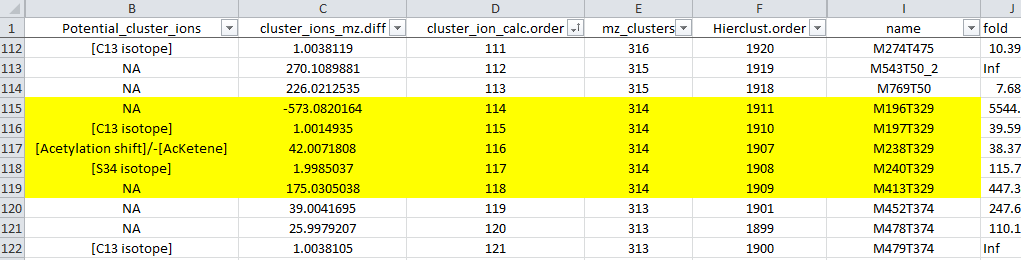 B C D E F I J
1 Potential_cluster_ions cluster_ions_mz.diff cluster_ion_calc.order mz_clusters Hierclust.order name fold
112 [C13 isotope] 1.0038119 111 316 1920 M274T475 10.39
113 NA 270.1089881 112 315 1919 M543T50_2 Inf
114 NA 226.0212535 113 315 1918 M769T50 7.68
115 NA -573.0820164 114 314 1911 M196T329 5544.
116 [C13 isotope] 1.0014935 115 314 1910 M197T329 39.59
117 [Acetylation shift]/-[AcKetene] 42.0071808 116 314 1907 M238T329 38.37
118 [S34 isotope] 1.9985037 117 314 1908 M240T329 115.7
119 NA 175.0305038 118 314 1909 M413T329 447.3
120 NA 39.0041695 119 313 1901 M452T374 247.6
121 NA 25.9979207 120 313 1899 M478T374 110.1
122 [C13 isotope] 1.0038105 121 313 1900 M479T374 Inf